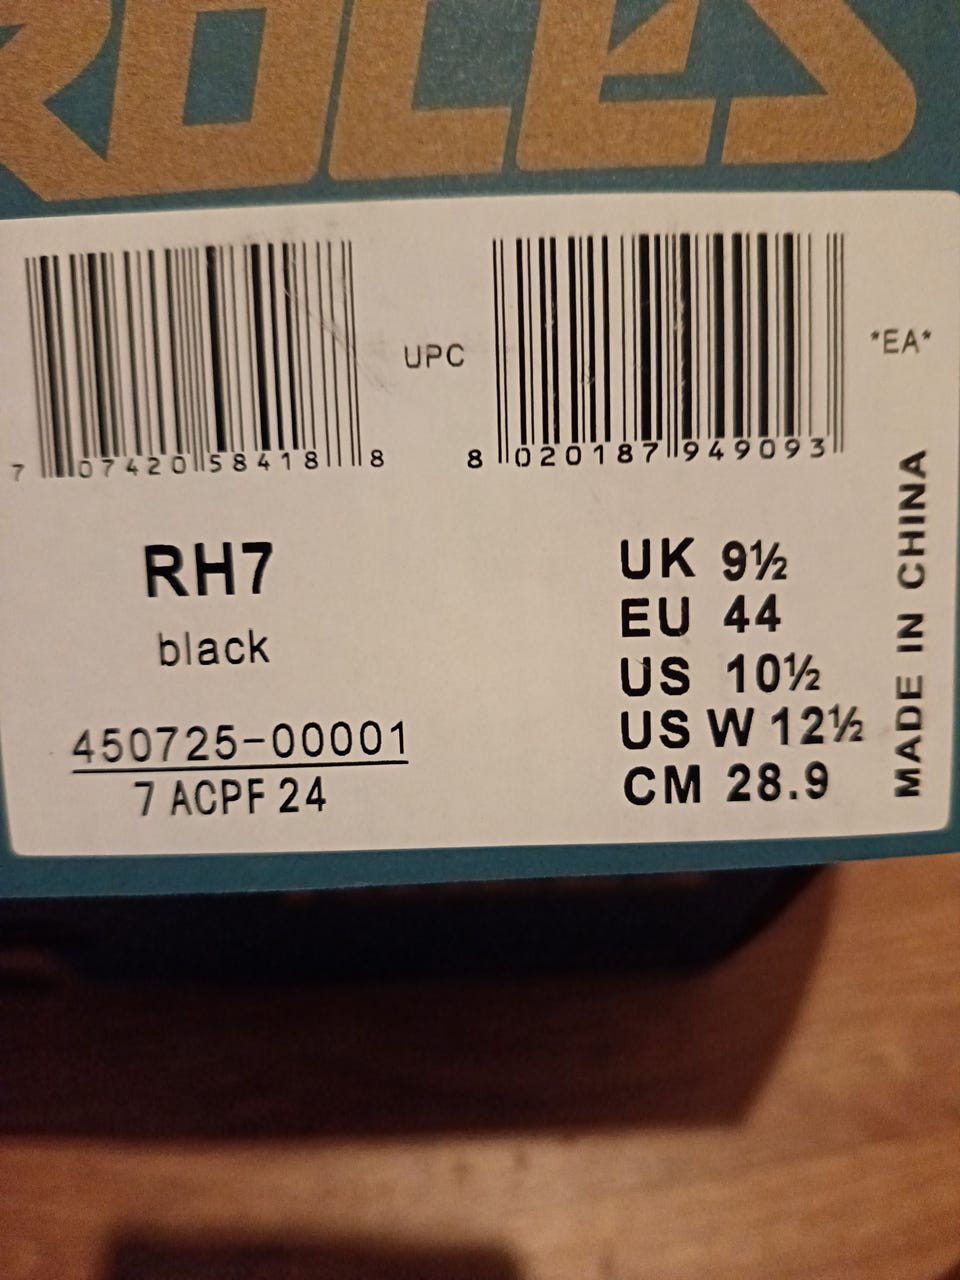 ROCES
7 07420 58418 8
UPC
8 020187 949093
*EA*
RH7
black
450725-00001
7 ACPF 24
UK 9½
EU 44
US 10½
US W 12½
CM 28.9
MADE IN CHINA